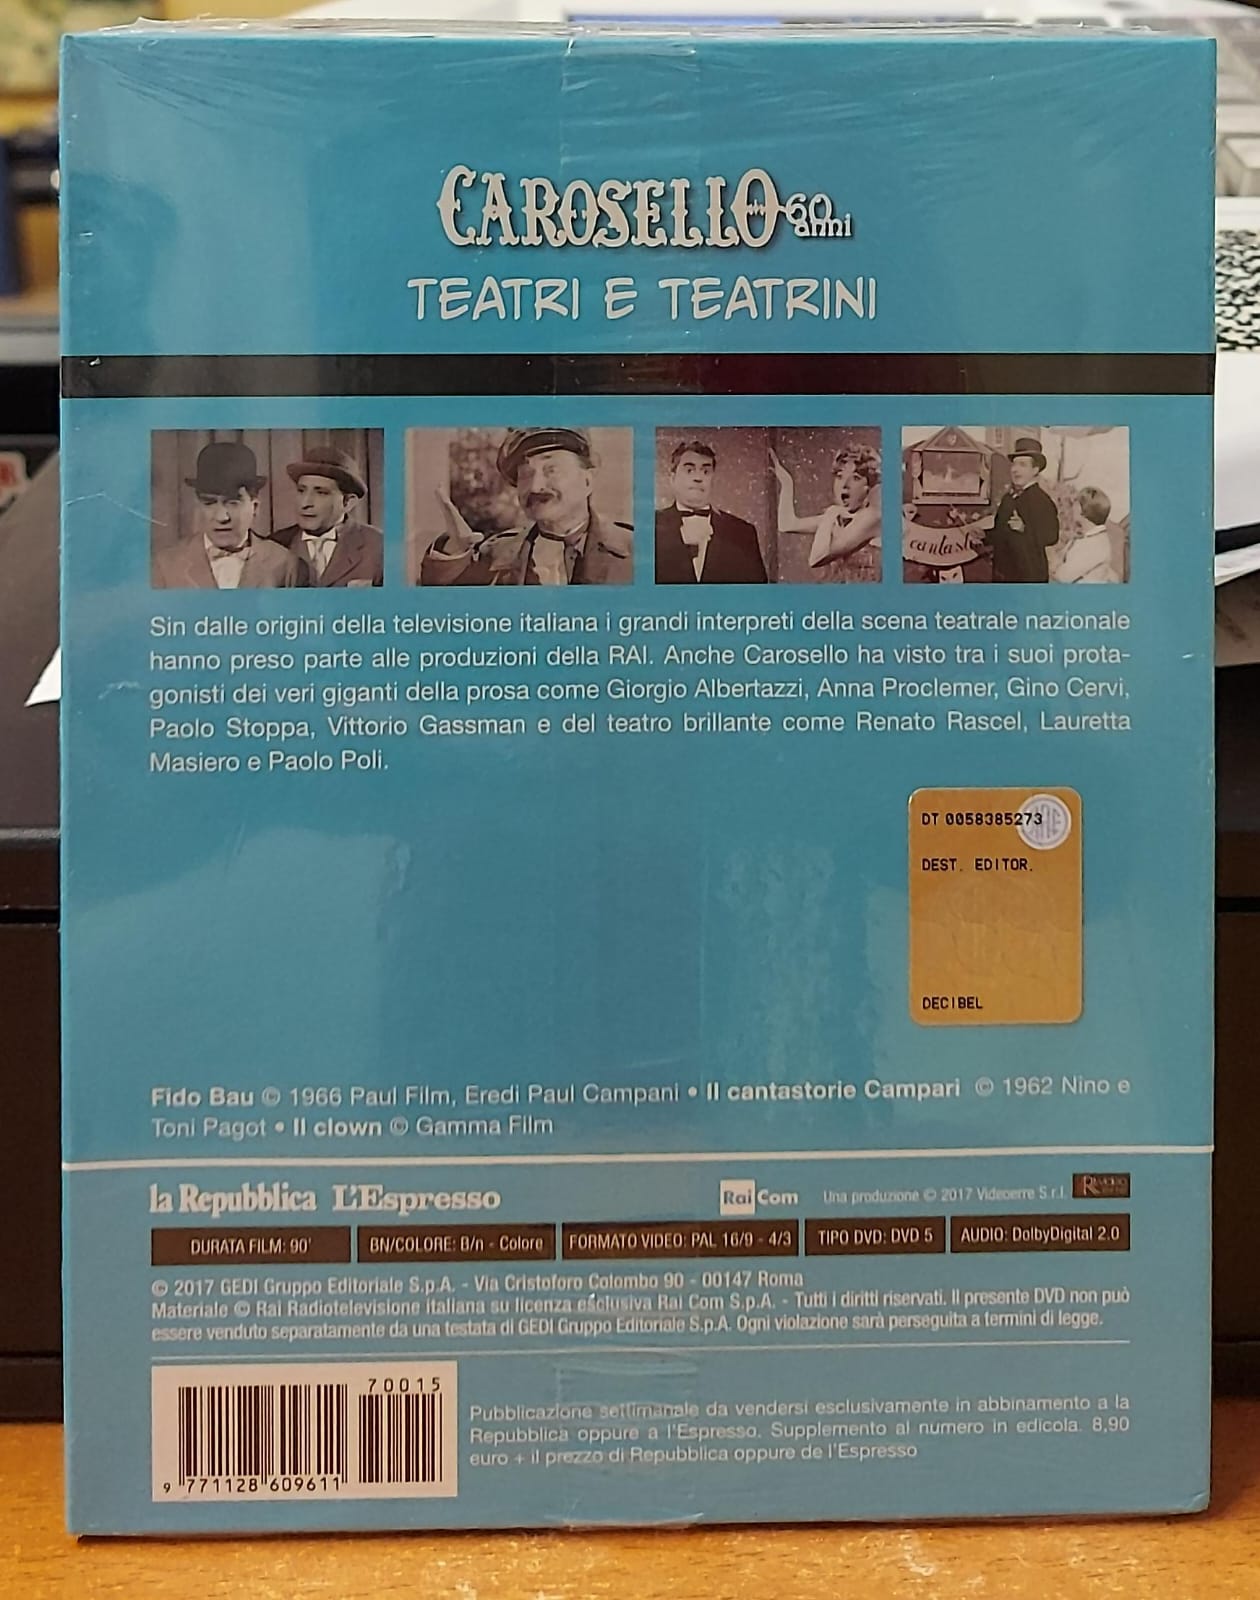 CAROSELLO 60 anni
TEATRI E TEATRINI
cantast
Sin dalle origini della televisione italiana i grandi interpreti della scena teatrale nazionale
hanno preso parte alle produzioni della RAI. Anche Carosello ha visto tra i suoi prota-
gonisti dei veri giganti della prosa come Giorgio Albertazzi, Anna Proclemer, Gino Cervi,
Paolo Stoppa, Vittorio Gassman e del teatro brillante come Renato Rascel, Lauretta
Masiero e Paolo Poli.
DT 0058385273
DEST. EDITOR.
DECIBEL
Fido Bau © 1966 Paul Film, Eredi Paul Campani • Il cantastorie Campari © 1962 Nino e
Toni Pagot • Il clown © Gamma Film
la Repubblica L'Espresso Rai Com Una produzione © 2017 Videoerre S.r.l.
DURATA FILM: 90' BN/COLORE: B/n - Colore FORMATO VIDEO: PAL 16/9 - 4/3 TIPO DVD: DVD 5 AUDIO: DolbyDigital 2.0
© 2017 GEDI Gruppo Editoriale S.p.A. - Via Cristoforo Colombo 90 - 00147 Roma
Materiale © Rai Radiotelevisione italiana su licenza esclusiva Rai Com S.p.A. - Tutti i diritti riservati. Il presente DVD non può
essere venduto separatamente da una testata di GEDI Gruppo Editoriale S.p.A. Ogni violazione sarà perseguita a termini di legge.
70015
9 771128 609611
Pubblicazione settimanale da vendersi esclusivamente in abbinamento a la
Repubblica oppure a l'Espresso. Supplemento al numero in edicola. 8,90
euro + il prezzo di Repubblica oppure de l'Espresso